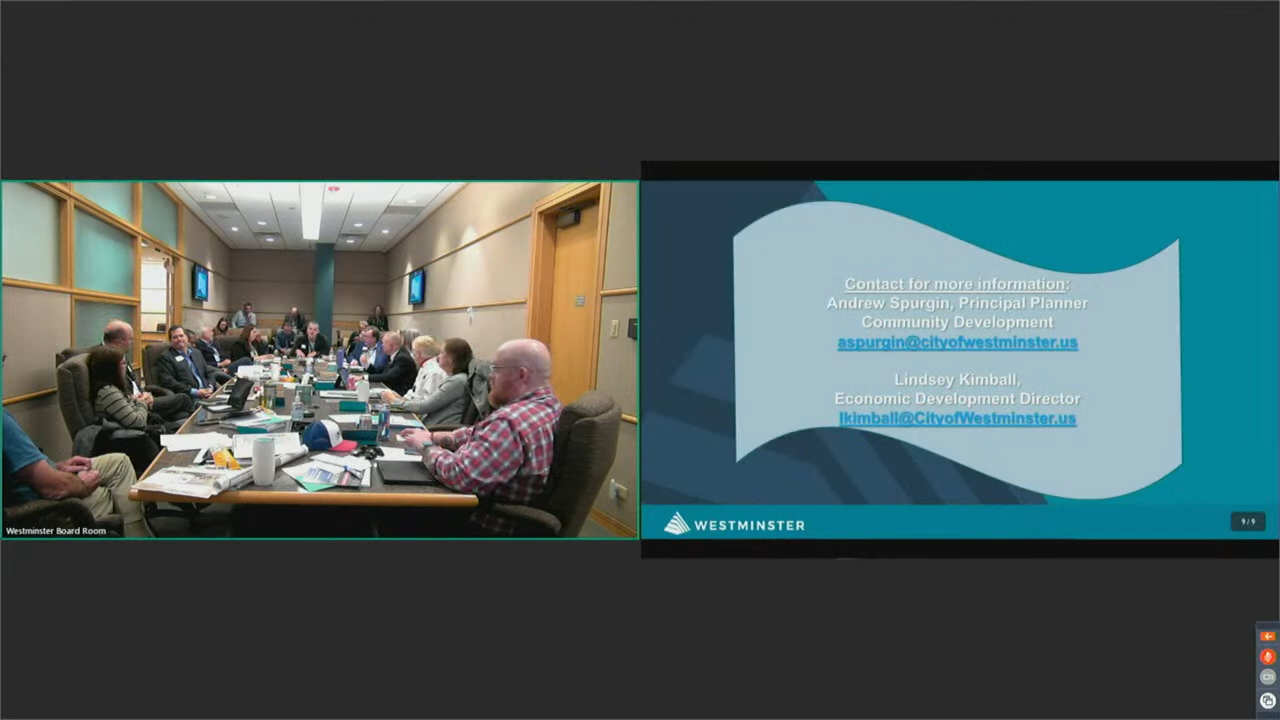 Contact for more information:
Andrew Spurgin, Principal Planner
Community Development
aspurgin@cityofwestminster.us
Lindsey Kimball,
Economic Development Director
lkimball@CityofWestminster.us
WESTMINSTER
9/9
Westminster Board Room